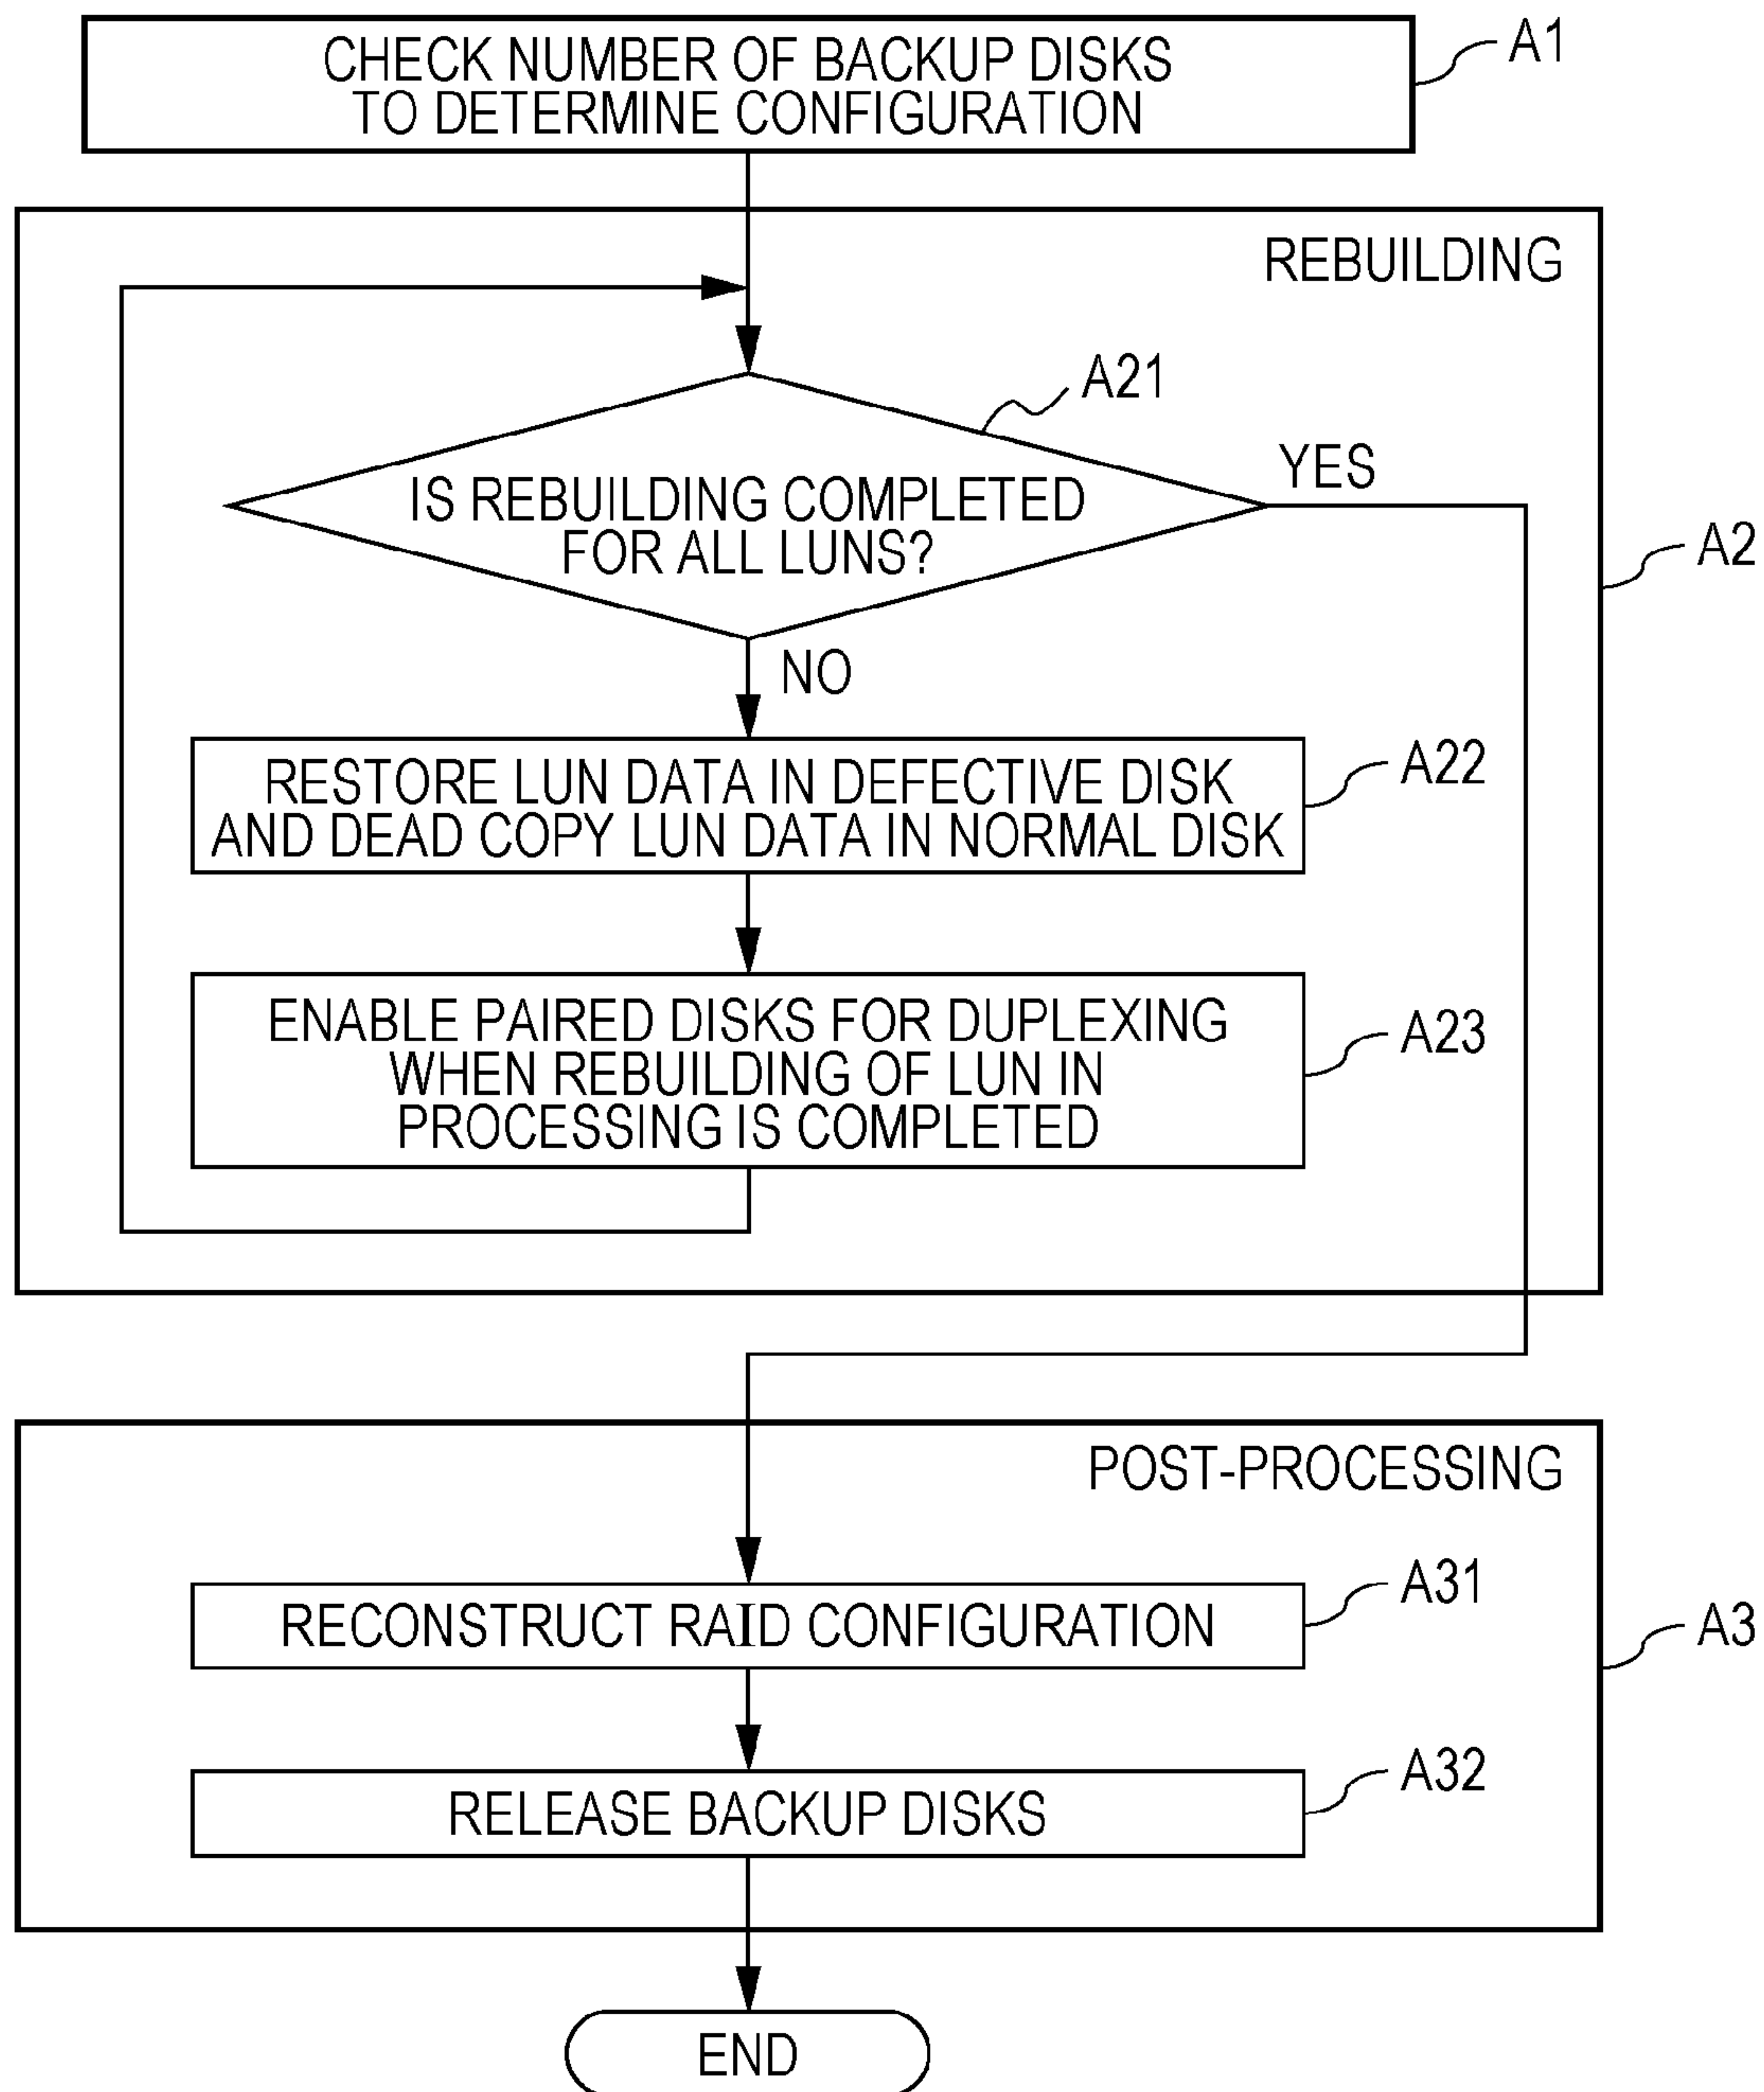 CHECK NUMBER OF BACKUP DISKS
TO DETERMINE CONFIGURATION
A1
REBUILDING
A21
YES
IS REBUILDING COMPLETED
FOR ALL LUNS?
A2
NO
RESTORE LUN DATA IN DEFECTIVE DISK
AND DEAD COPY LUN DATA IN NORMAL DISK
A22
ENABLE PAIRED DISKS FOR DUPLEXING
WHEN REBUILDING OF LUN IN
PROCESSING IS COMPLETED
A23
POST-PROCESSING
A31
RECONSTRUCT RAID CONFIGURATION
A3
A32
RELEASE BACKUP DISKS
END